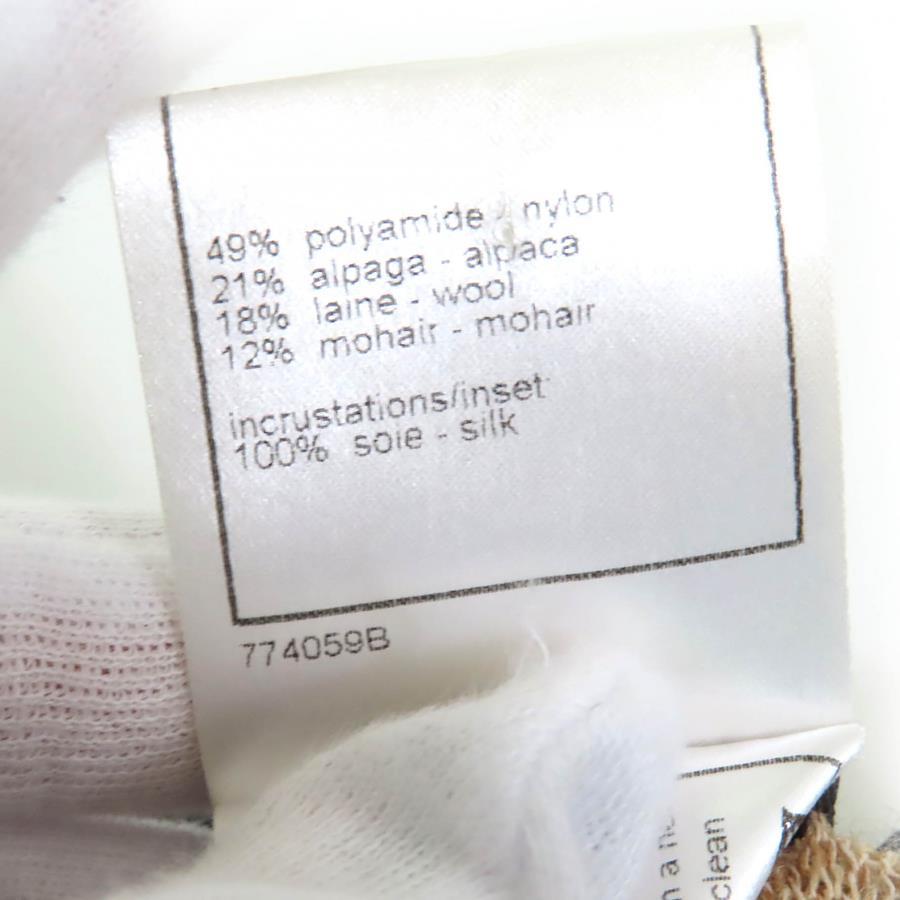 49% polyamide - nylon
21% alpaga - alpaca
18% laine - wool
12% mohair - mohair
incrustations/inset
100% soie - silk
774059B
clean